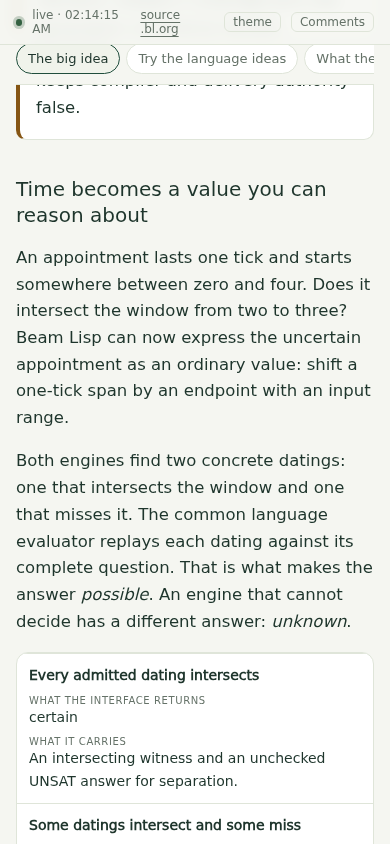 live · 02:14:15
AM
source
.bl.org
theme
Comments
The big idea
Try the language ideas
What the
keeps compiler and delivery authority
false.
Time becomes a value you can
reason about
An appointment lasts one tick and starts
somewhere between zero and four. Does it
intersect the window from two to three?
Beam Lisp can now express the uncertain
appointment as an ordinary value: shift a
one-tick span by an endpoint with an input
range.
Both engines find two concrete datings:
one that intersects the window and one
that misses it. The common language
evaluator replays each dating against its
complete question. That is what makes the
answer possible. An engine that cannot
decide has a different answer: unknown.
Every admitted dating intersects
WHAT THE INTERFACE RETURNS
certain
WHAT IT CARRIES
An intersecting witness and an unchecked
UNSAT answer for separation.
Some datings intersect and some miss